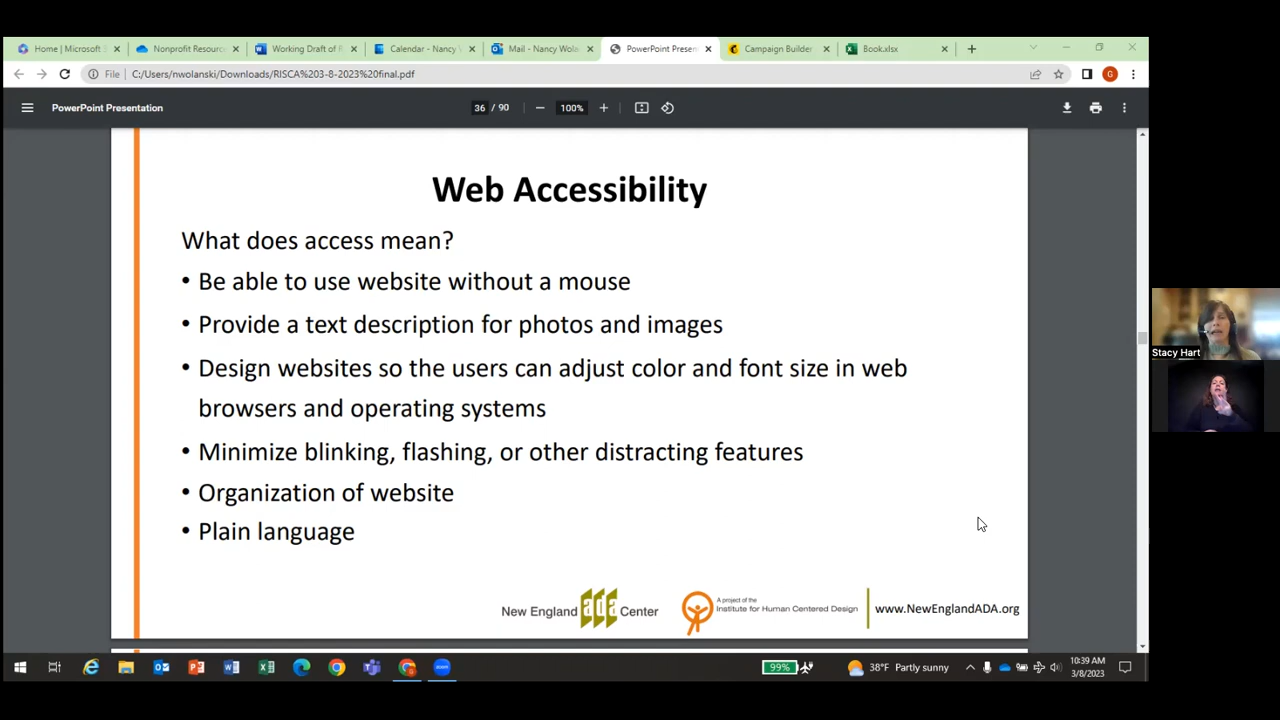 Home | Microsoft
Nonprofit Resourc
Working Draft of R
Calendar - Nancy
Mail - Nancy Wola
PowerPoint Presen
Campaign Builder
Book.xlsx
File
C:/Users/nwolanski/Downloads/RISCA%203-8-2023%20final.pdf
G
PowerPoint Presentation
36 / 90
100%
Web Accessibility
What does access mean?
• Be able to use website without a mouse
• Provide a text description for photos and images
• Design websites so the users can adjust color and font size in web
browsers and operating systems
• Minimize blinking, flashing, or other distracting features
• Organization of website
• Plain language
New England ada Center
A project of the
Institute for Human Centered Design
www.NewEnglandADA.org
Stacy Hart
99%
38°F Partly sunny
10:39 AM
3/8/2023